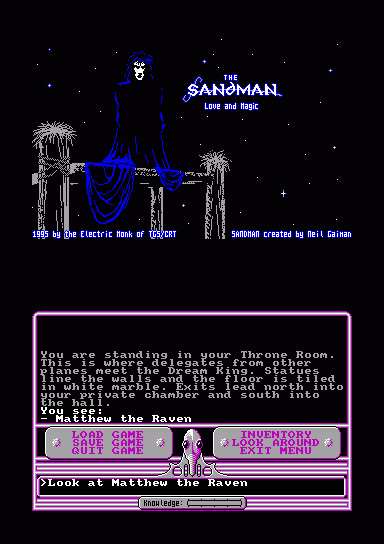 THE
SANDMAN
Love and Magic
1995 by the Electric Monk of TGS/CRT
SANDMAN created by Neil Gaiman
You are standing in your Throne Room.
This is where delegates from other
planes meet the Dream King. Statues
line the walls and the floor is tiled
in white marble. Exits lead north into
your private chamber and south into
the hall.
You see:
- Matthew the Raven
LOAD GAME
SAVE GAME
QUIT GAME
INVENTORY
LOOK AROUND
EXIT MENU
>Look at Matthew the Raven
Knowledge: